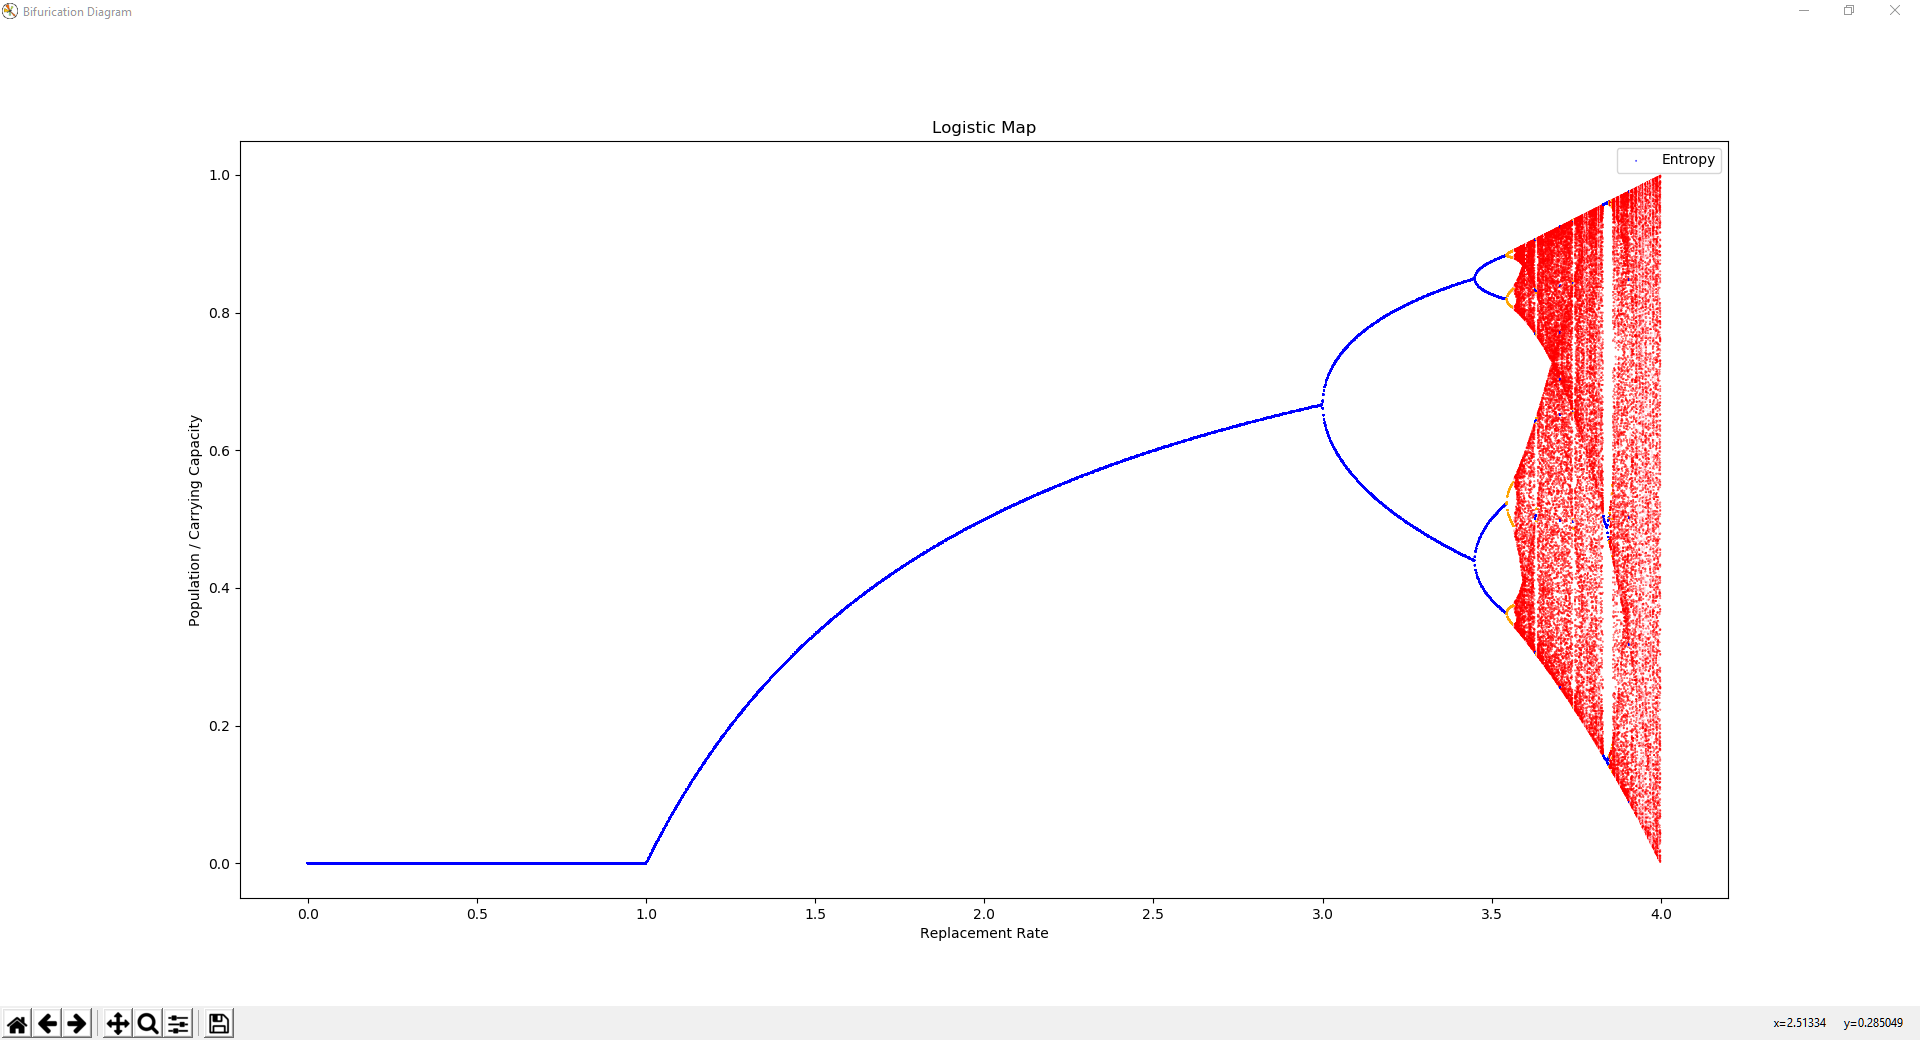 Bifurication Diagram
Logistic Map
Entropy
Population / Carrying Capacity
1.0
0.8
0.6
0.4
0.2
0.0
0.0 0.5 1.0 1.5 2.0 2.5 3.0 3.5 4.0
Replacement Rate
x=2.51334 y=0.285049